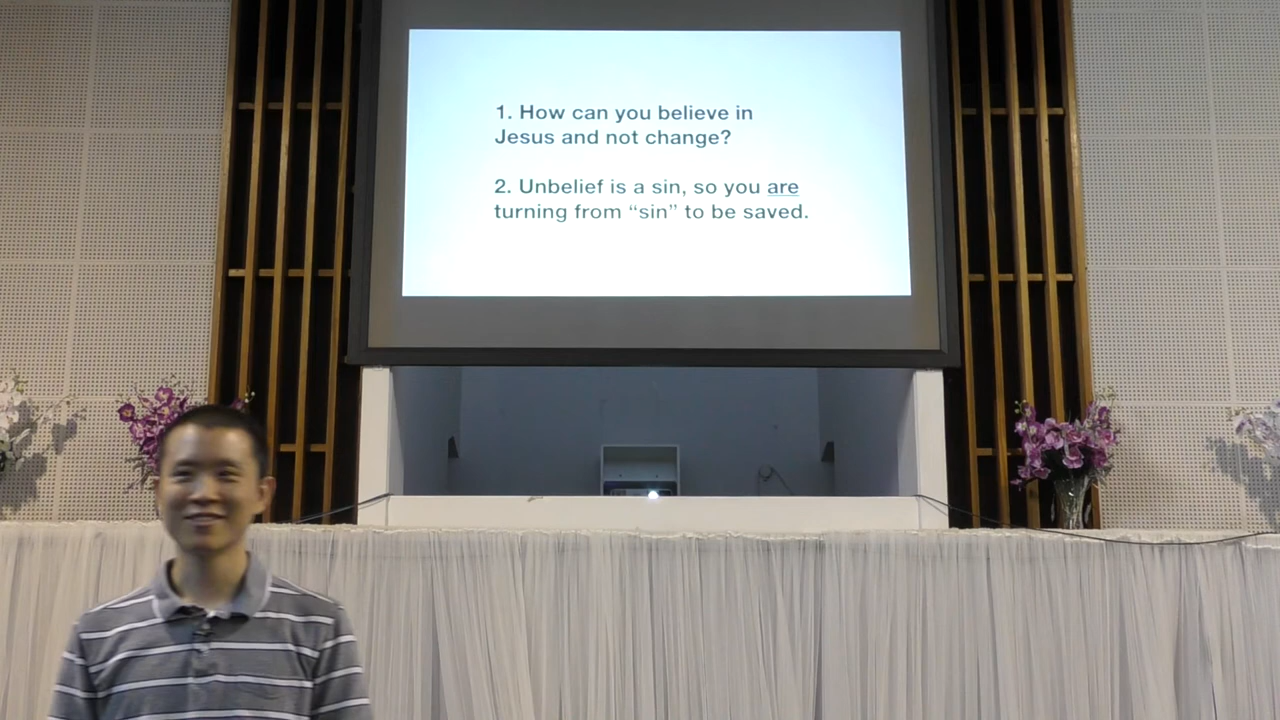 1. How can you believe in
Jesus and not change?
2. Unbelief is a sin, so you are
turning from “sin” to be saved.